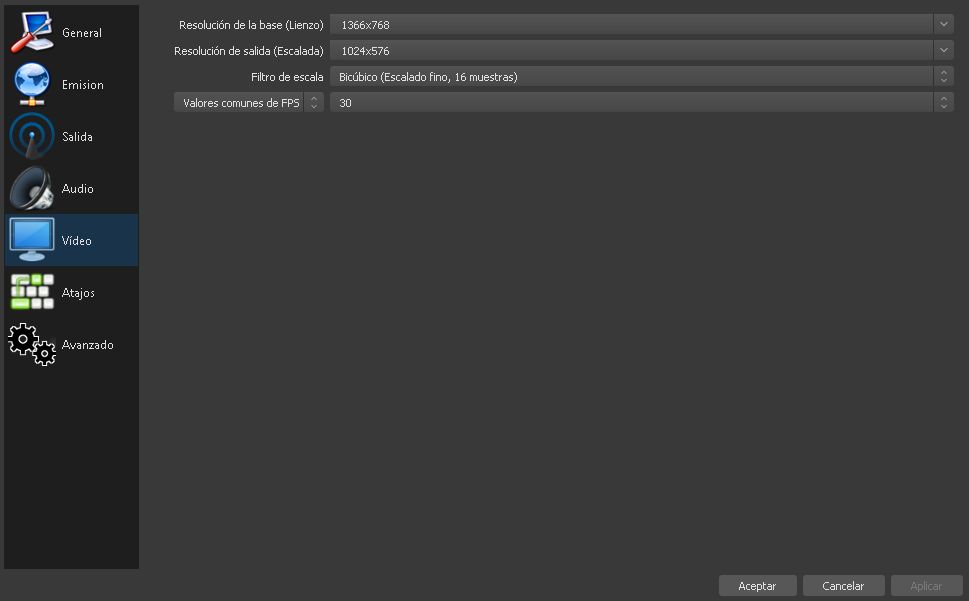 General
Emision
Salida
Audio
Vídeo
Atajos
Avanzado
Resolución de la base (Lienzo) 1366x768
Resolución de salida (Escalada) 1024x576
Filtro de escala Bicúbico (Escalado fino, 16 muestras)
Valores comunes de FPS 30
Aceptar Cancelar Aplicar